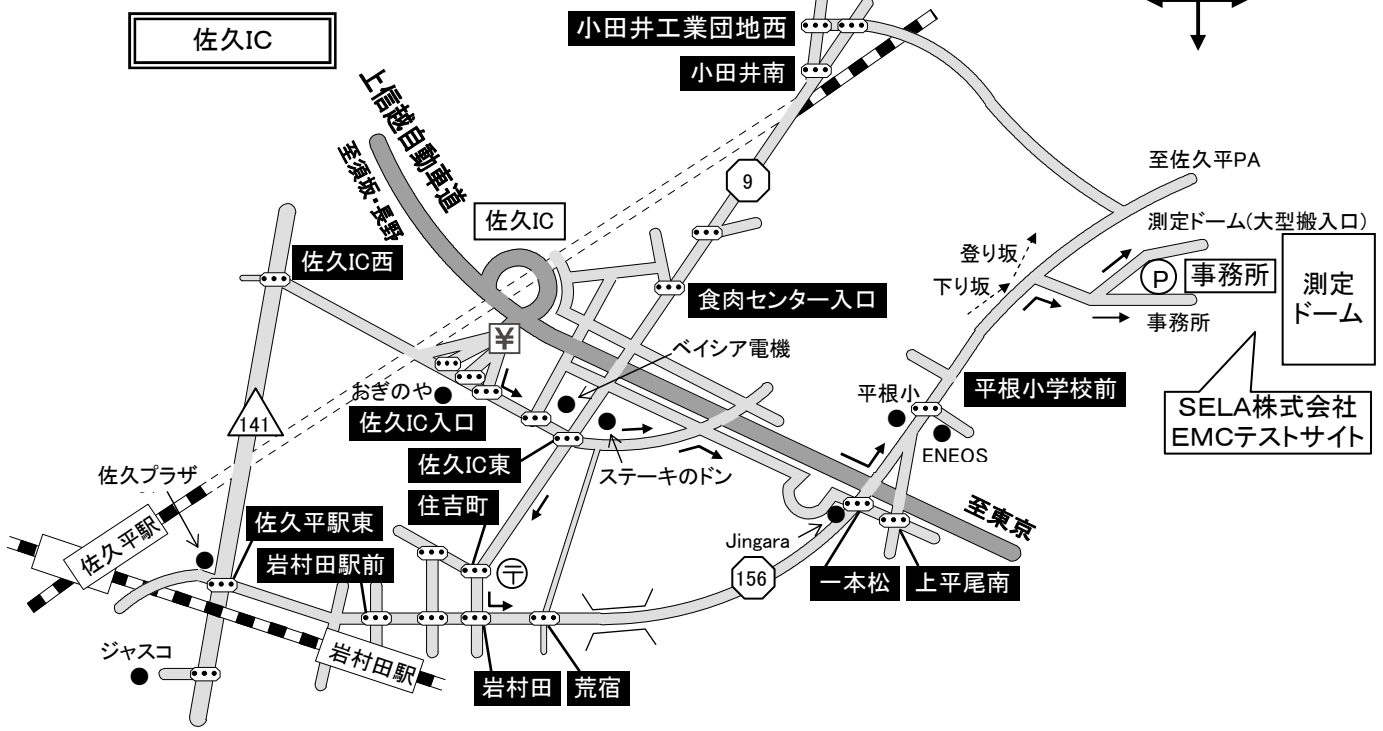 佐久IC
小田井工業団地西
小田井南
上信越自動車道
至須坂・長野
9
至佐久平PA
佐久IC
測定ドーム(大型搬入口)
登り坂
佐久IC西
下り坂
P
事務所
測定
ドーム
食肉センター入口
事務所
¥
ベイシア電機
おぎのや
平根小
平根小学校前
佐久IC入口
SELA株式会社
EMCテストサイト
141
佐久IC東
ENEOS
佐久プラザ
ステーキのドン
住吉町
至東京
佐久平駅
佐久平駅東
Jingara
岩村田駅前
〒
156
一本松
上平尾南
ジャスコ
岩村田駅
岩村田
荒宿